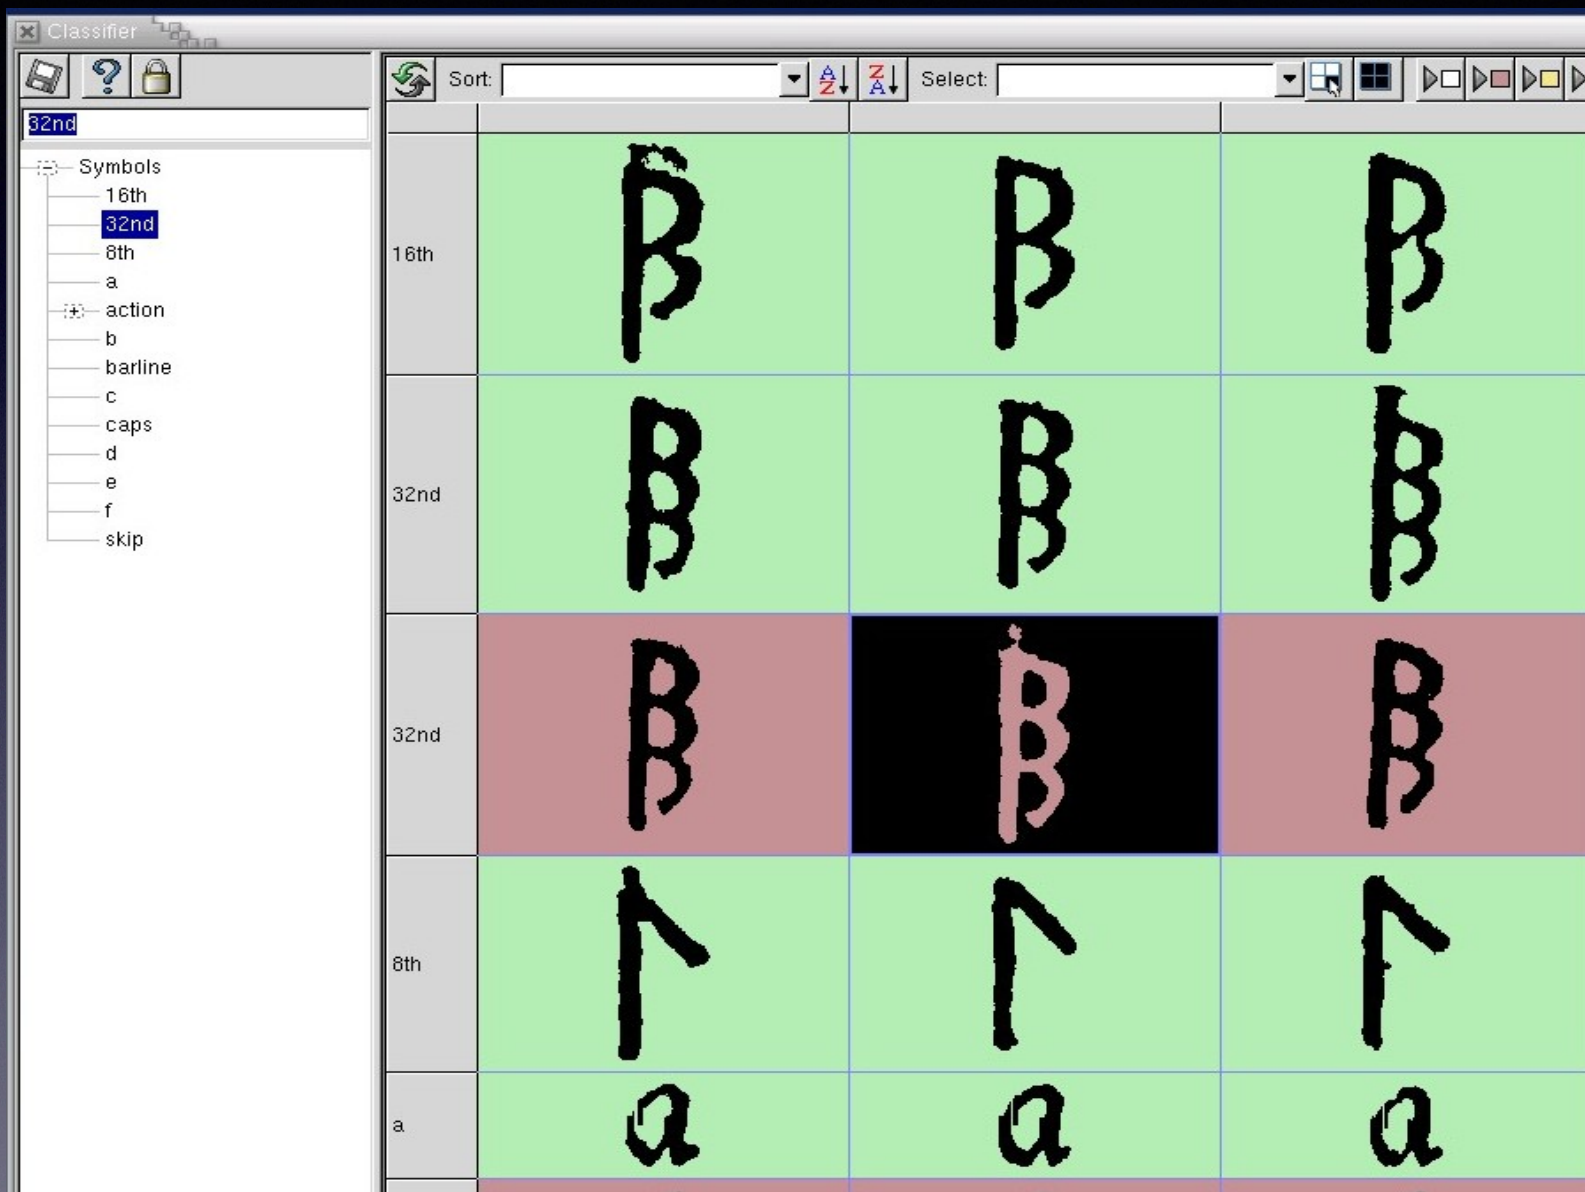 Classifier
Sort:
Select:
32nd
Symbols
16th
32nd
8th
a
action
b
barline
c
caps
d
e
f
skip
16th
32nd
32nd
8th
a
a a a